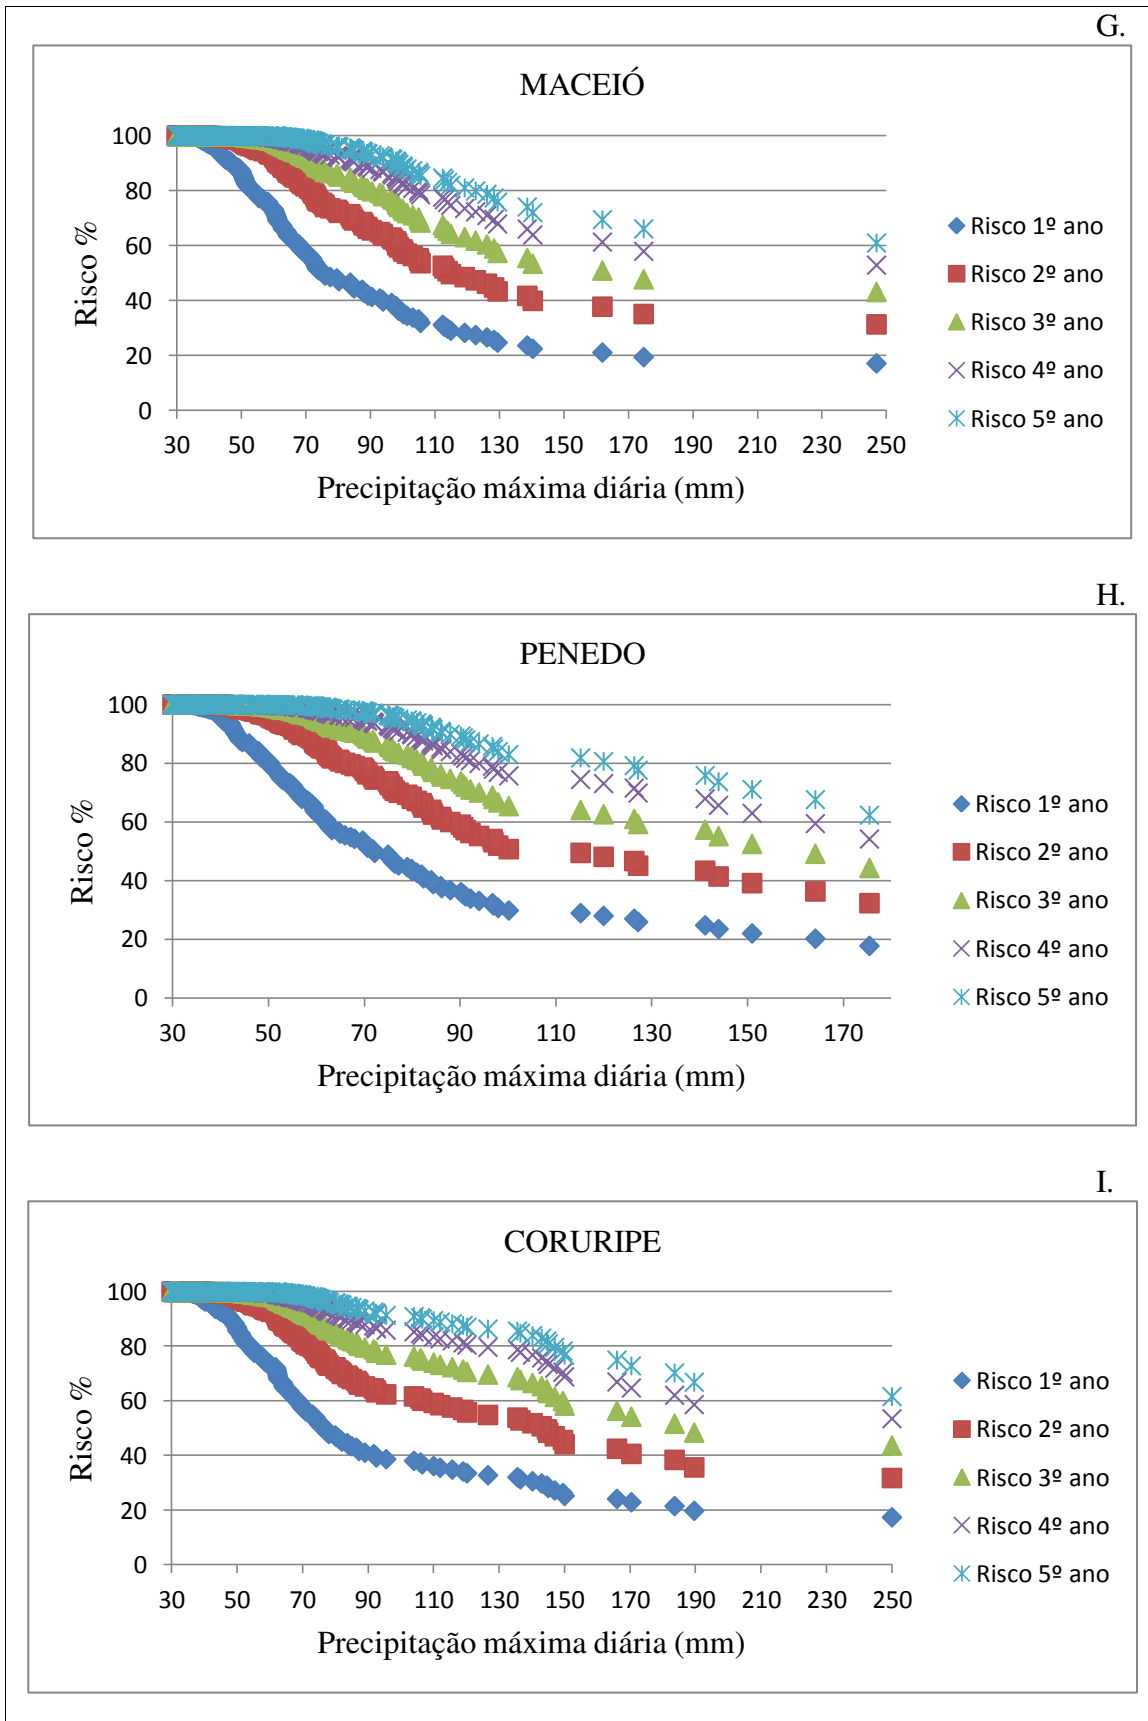 G.
MACEIÓ
100
80
60
40
20
0
Risco %
30 50 70 90 110 130 150 170 190 210 230 250
Precipitação máxima diária (mm)
Risco 1º ano
Risco 2º ano
Risco 3º ano
Risco 4º ano
Risco 5º ano
H.
PENEDO
100
80
60
40
20
0
Risco %
30 50 70 90 110 130 150 170
Precipitação máxima diária (mm)
Risco 1º ano
Risco 2º ano
Risco 3º ano
Risco 4º ano
Risco 5º ano
I.
CORURIPE
100
80
60
40
20
0
Risco %
30 50 70 90 110 130 150 170 190 210 230 250
Precipitação máxima diária (mm)
Risco 1º ano
Risco 2º ano
Risco 3º ano
Risco 4º ano
Risco 5º ano